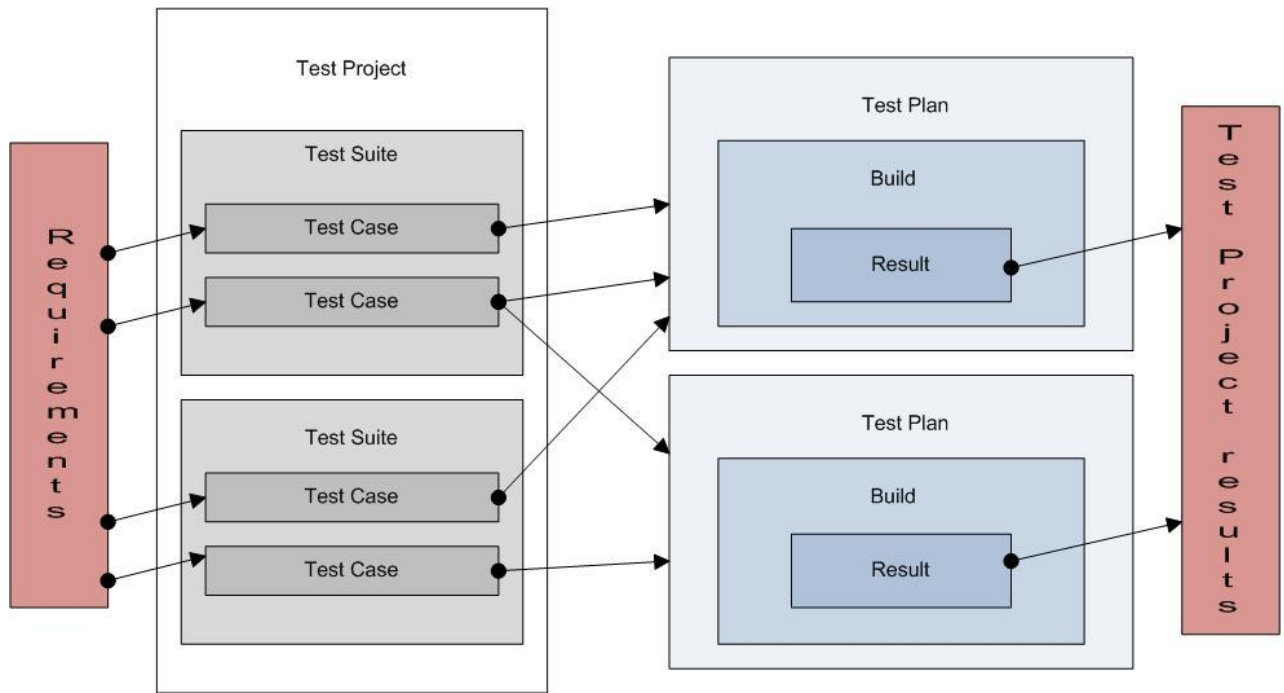 Requirements
Test Project
Test Suite
Test Case
Test Case
Test Suite
Test Case
Test Case
Test Plan
Build
Result
Test Plan
Build
Result
Test Project results